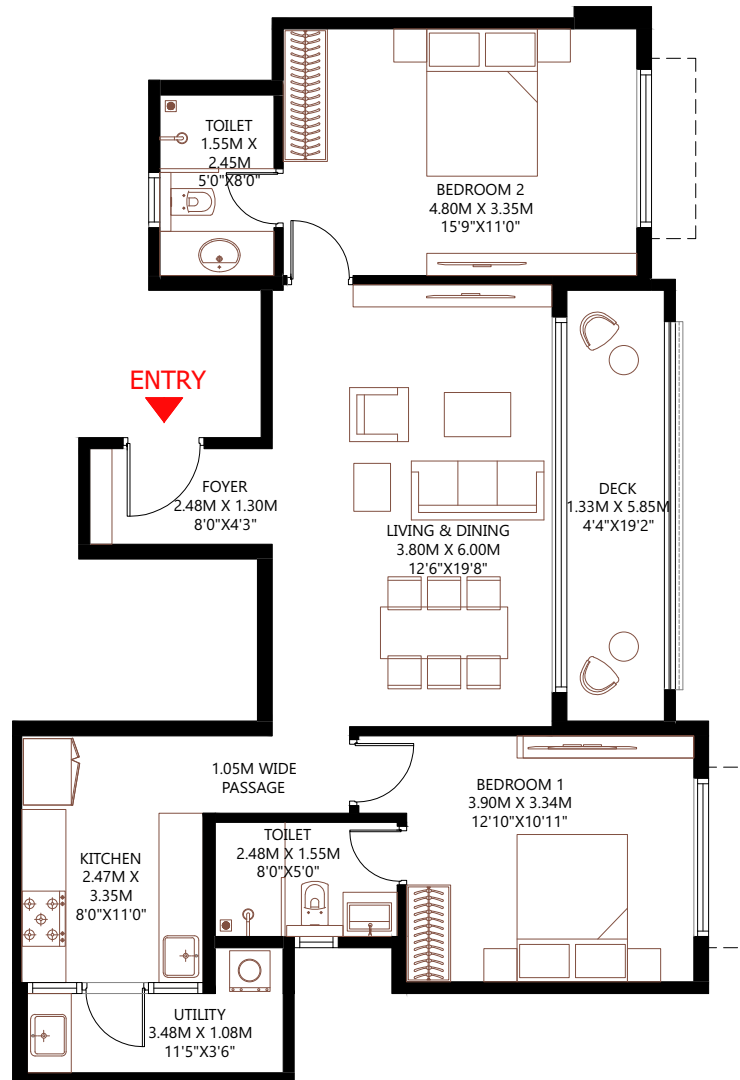 TOILET
1.55M X
2.45M
5'0"X8'0"
BEDROOM 2
4.80M X 3.35M
15'9"X11'0"
ENTRY
FOYER
2.48M X 1.30M
8'0"X4'3"
LIVING & DINING
3.80M X 6.00M
12'6"X19'8"
DECK
1.33M X 5.85M
4'4"X19'2"
1.05M WIDE
PASSAGE
BEDROOM 1
3.90M X 3.34M
12'10"X10'11"
TOILET
2.48M X 1.55M
8'0"X5'0"
KITCHEN
2.47M X
3.35M
8'0"X11'0"
UTILITY
3.48M X 1.08M
11'5"X3'6"